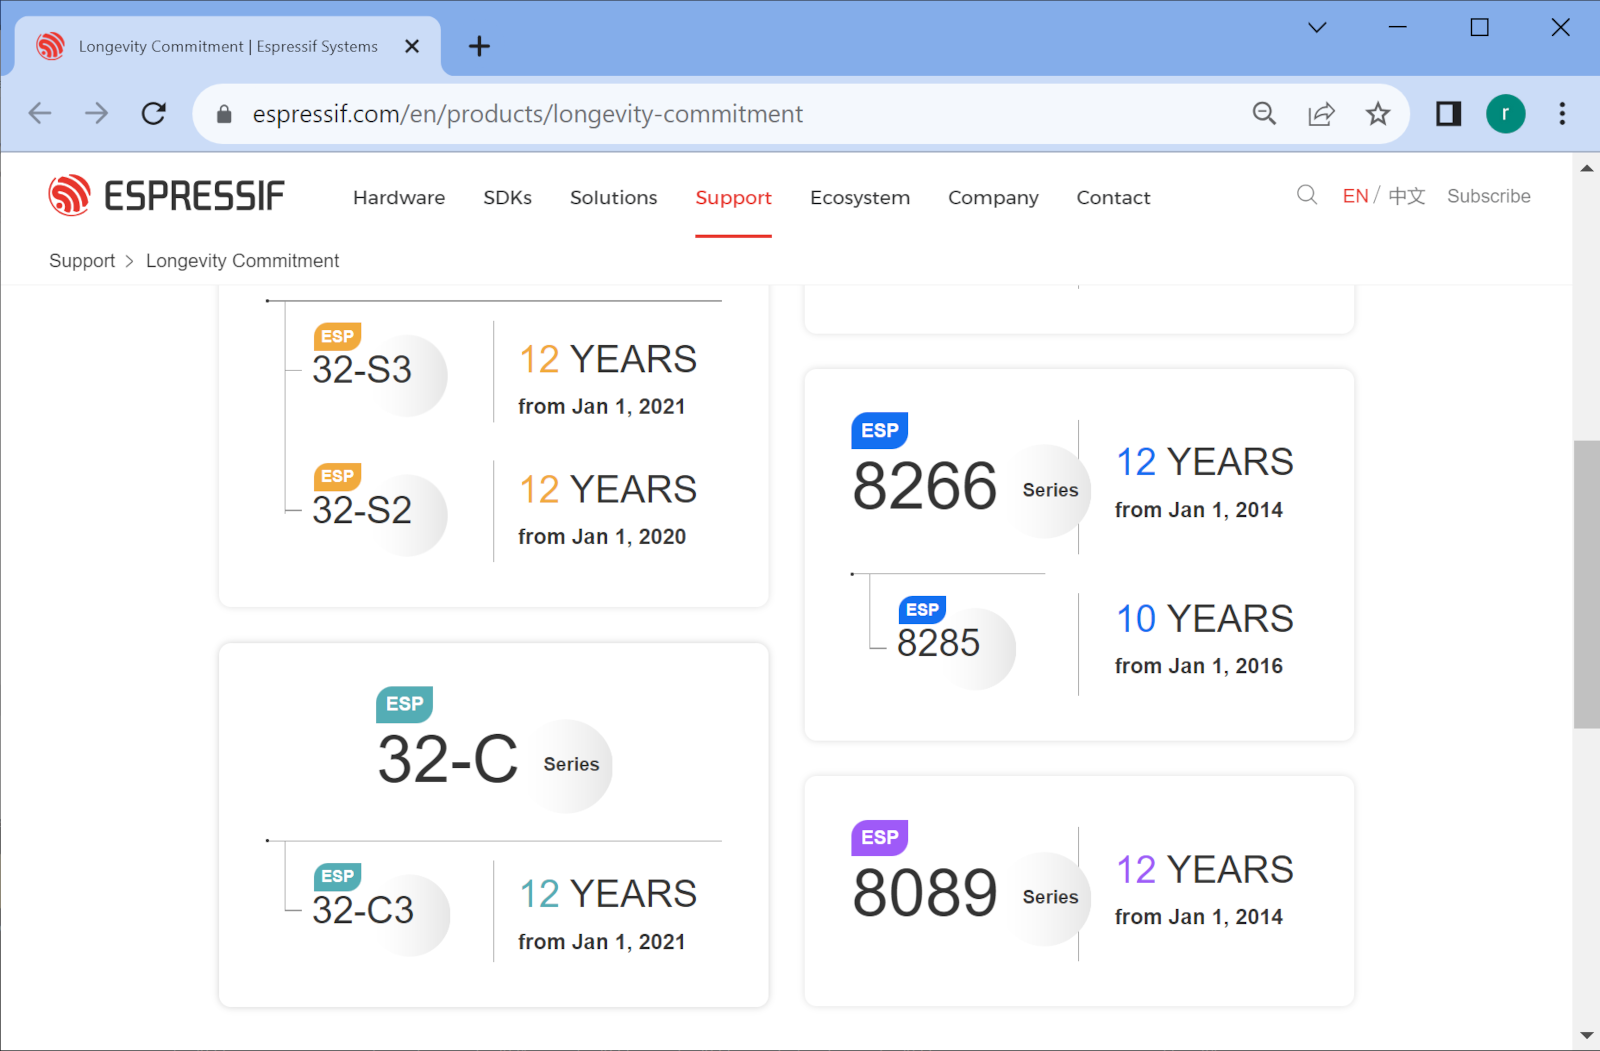 Longevity Commitment | Espressif Systems
espressif.com/en/products/longevity-commitment
r
ESPRESSIF
Hardware SDKs Solutions Support Ecosystem Company Contact
EN / 中文 Subscribe
Support > Longevity Commitment
ESP
32-S3
12 YEARS
from Jan 1, 2021
ESP
32-S2
12 YEARS
from Jan 1, 2020
ESP
32-C Series
ESP
32-C3
12 YEARS
from Jan 1, 2021
ESP
8266 Series
12 YEARS
from Jan 1, 2014
ESP
8285
10 YEARS
from Jan 1, 2016
ESP
8089 Series
12 YEARS
from Jan 1, 2014